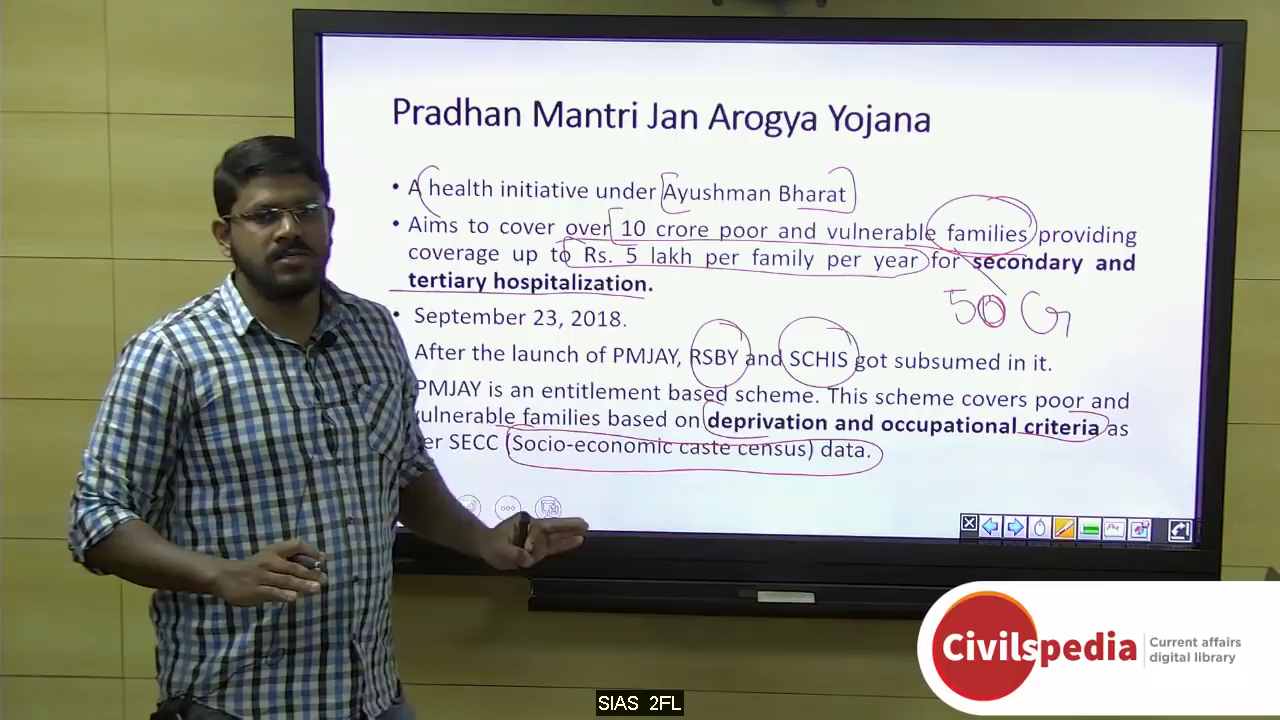 Pradhan Mantri Jan Arogya Yojana
• A health initiative under Ayushman Bharat
• Aims to cover over 10 crore poor and vulnerable families providing
coverage up to Rs. 5 lakh per family per year for secondary and
tertiary hospitalization.
• September 23, 2018.
After the launch of PMJAY, RSBY and SCHIS got subsumed in it.
PMJAY is an entitlement based scheme. This scheme covers poor and
vulnerable families based on deprivation and occupational criteria as
SECC (Socio-economic caste census) data.
50 Cr
Civilspedia
Current affairs
digital library
SIAS 2FL